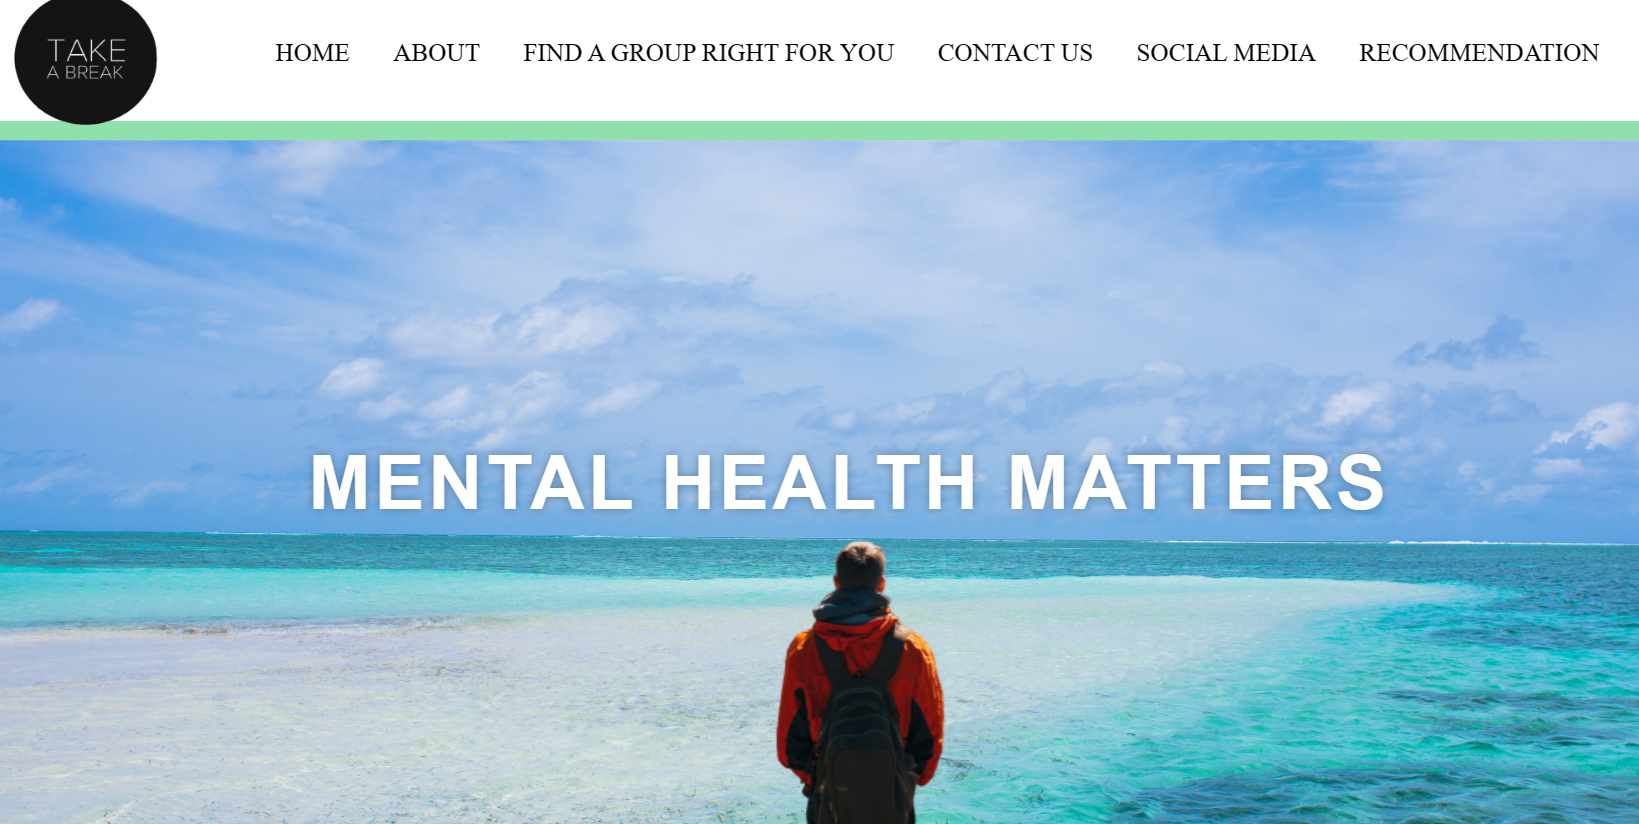 TAKE
A BREAK
HOME ABOUT FIND A GROUP RIGHT FOR YOU CONTACT US SOCIAL MEDIA RECOMMENDATION
MENTAL HEALTH MATTERS